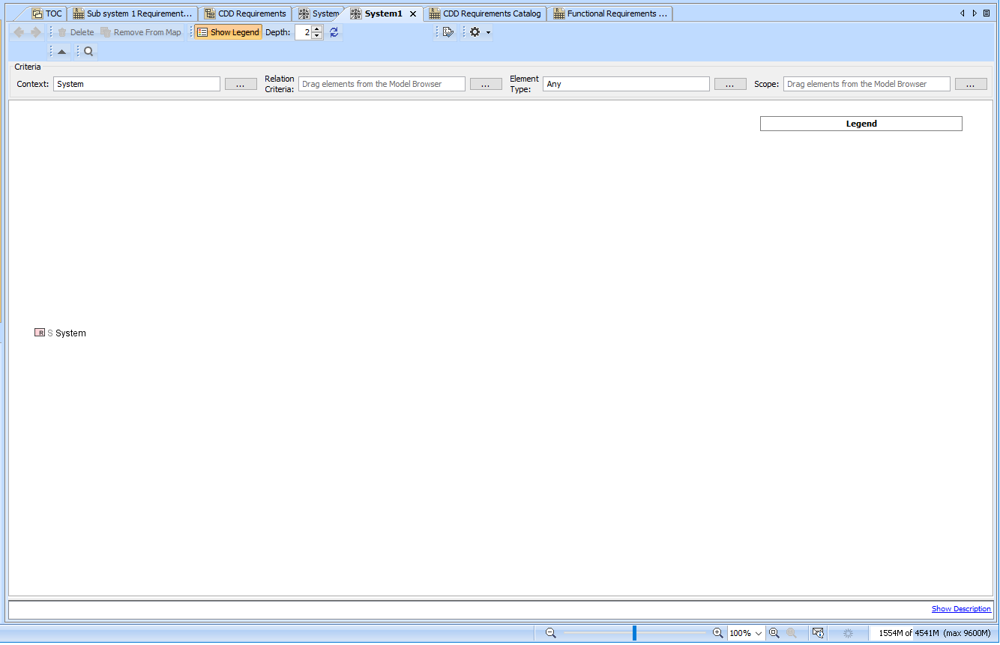 TOC Sub system 1 Requirement... CDD Requirements System System1 CDD Requirements Catalog Functional Requirements ...
Delete Remove From Map Show Legend Depth: 2
Criteria
Context: System ... Relation Criteria: Drag elements from the Model Browser ... Element Type: Any ... Scope: Drag elements from the Model Browser ...
Legend
R S System
Show Description
100% 1554M of 4541M (max 9600M)